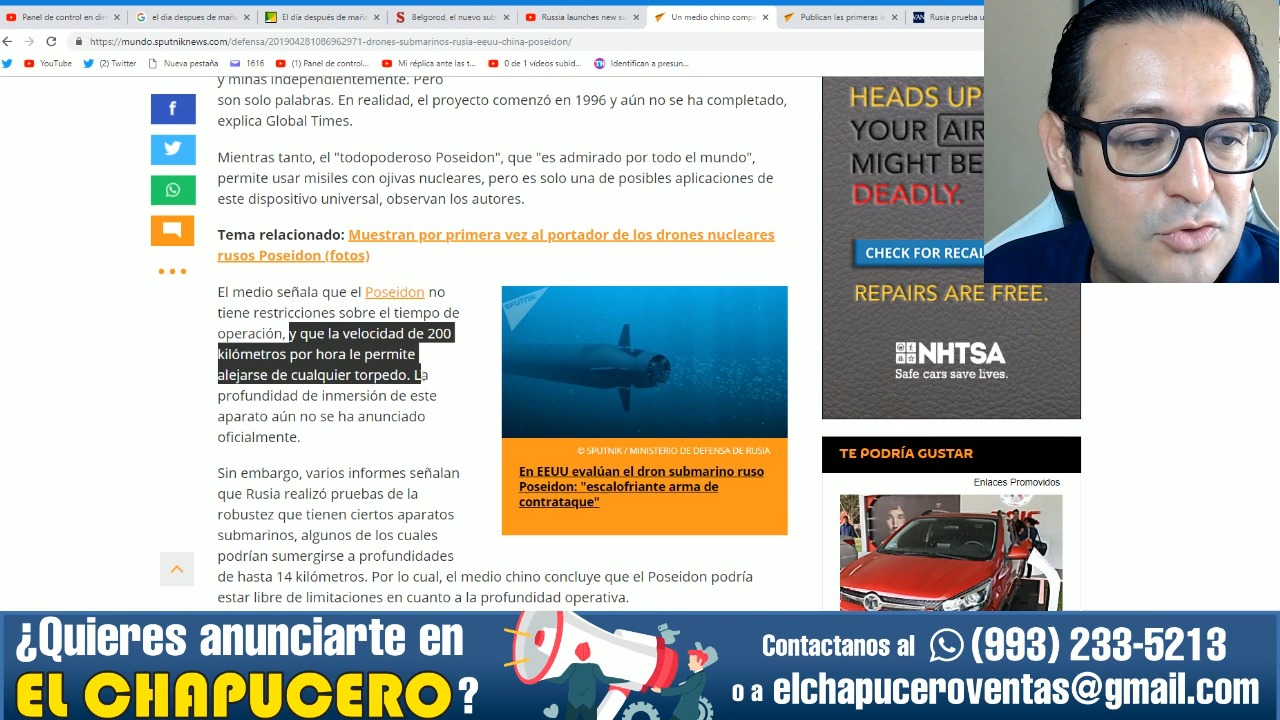 Panel de control en dire
el dia despues de maña
El día después de maña
Belgorod, el nuevo sub
Russia launches new su
Un medio chino compa
Publican las primeras i
Rusia prueba u
https://mundo.sputniknews.com/defensa/201904281086962971-drones-submarinos-rusia-eeuu-china-poseidon/
YouTube
(2) Twitter
Nueva pestaña
1616
(1) Panel de control...
Mi réplica ante las t...
0 de 1 vídeos subid...
Identifican a presun...
y minas independientemente. Pero
son solo palabras. En realidad, el proyecto comenzó en 1996 y aún no se ha completado,
explica Global Times.
Mientras tanto, el "todopoderoso Poseidon", que "es admirado por todo el mundo",
permite usar misiles con ojivas nucleares, pero es solo una de posibles aplicaciones de
este dispositivo universal, observan los autores.
Tema relacionado: Muestran por primera vez al portador de los drones nucleares
rusos Poseidon (fotos)
El medio señala que el Poseidon no
tiene restricciones sobre el tiempo de
operación, y que la velocidad de 200
kilómetros por hora le permite
alejarse de cualquier torpedo. La
profundidad de inmersión de este
aparato aún no se ha anunciado
oficialmente.
Sin embargo, varios informes señalan
que Rusia realizó pruebas de la
robustez que tienen ciertos aparatos
submarinos, algunos de los cuales
podrían sumergirse a profundidades
de hasta 14 kilómetros. Por lo cual, el medio chino concluye que el Poseidon podría
estar libre de limitaciones en cuanto a la profundidad operativa.
SPUTNIK
© SPUTNIK / MINISTERIO DE DEFENSA DE RUSIA
En EEUU evalúan el dron submarino ruso
Poseidon: "escalofriante arma de
contrataque"
HEADS UP
YOUR AIR
MIGHT BE
DEADLY.
CHECK FOR RECAL
REPAIRS ARE FREE.
NHTSA
Safe cars save lives.
TE PODRÍA GUSTAR
Enlaces Promovidos
¿Quieres anunciarte en
EL CHAPUCERO?
Contactanos al (993) 233-5213
o a elchapuceroventas@gmail.com